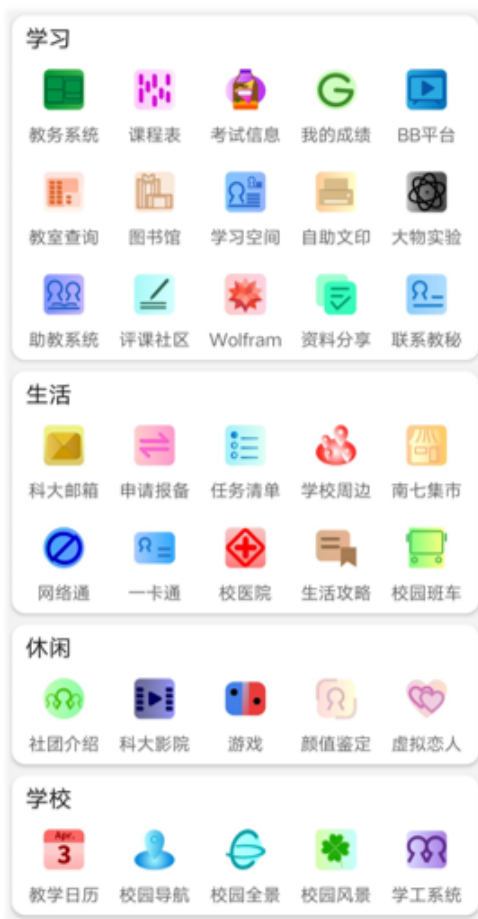 学习
教务系统 课程表 考试信息 我的成绩 BB平台
教室查询 图书馆 学习空间 自助文印 大物实验
助教系统 评课社区 Wolfram 资料分享 联系教秘
生活
科大邮箱 申请报备 任务清单 学校周边 南七集市
网络通 一卡通 校医院 生活攻略 校园班车
休闲
社团介绍 科大影院 游戏 颜值鉴定 虚拟恋人
学校
Apr.
3
教学日历 校园导航 校园全景 校园风景 学工系统